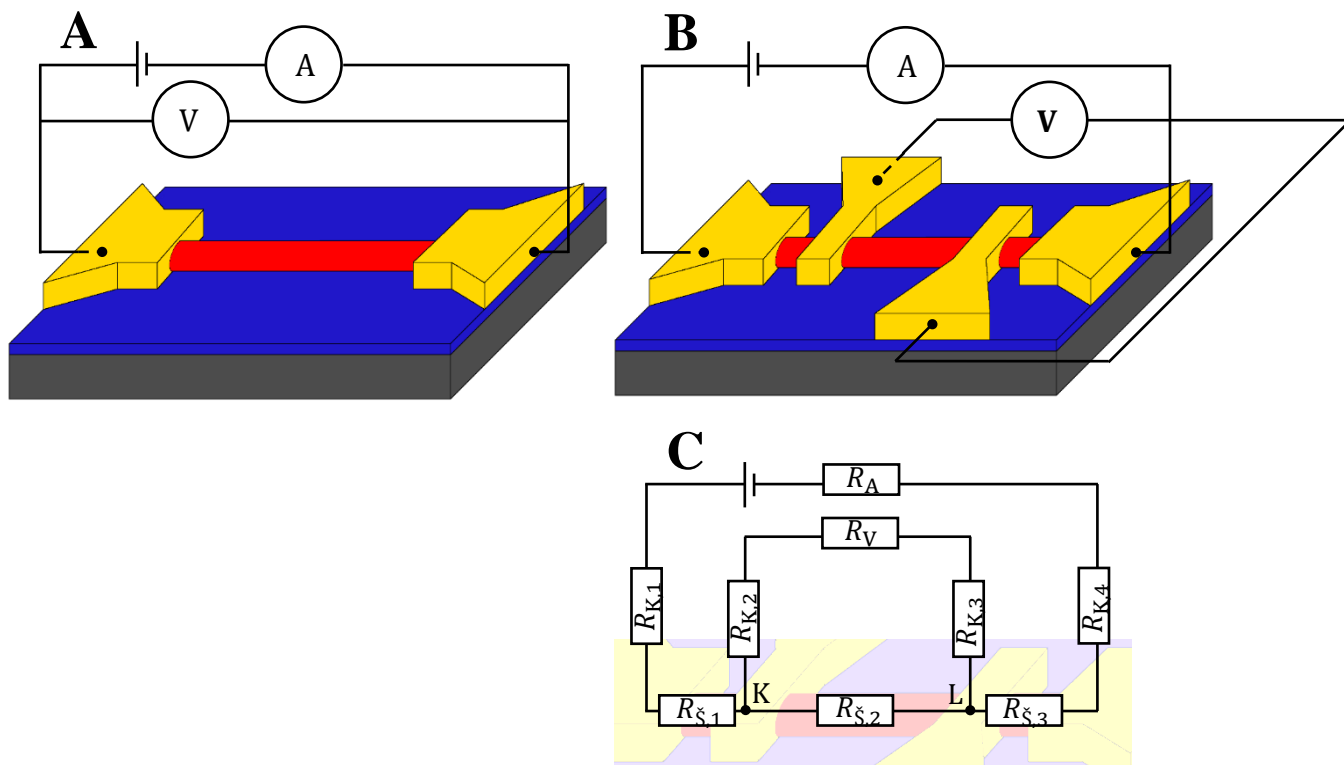 A
A
V
B
A
V
C
R_A
R_V
R_K,1
R_K,2
R_K,3
R_K,4
K
L
R_Š,1
R_Š,2
R_Š,3